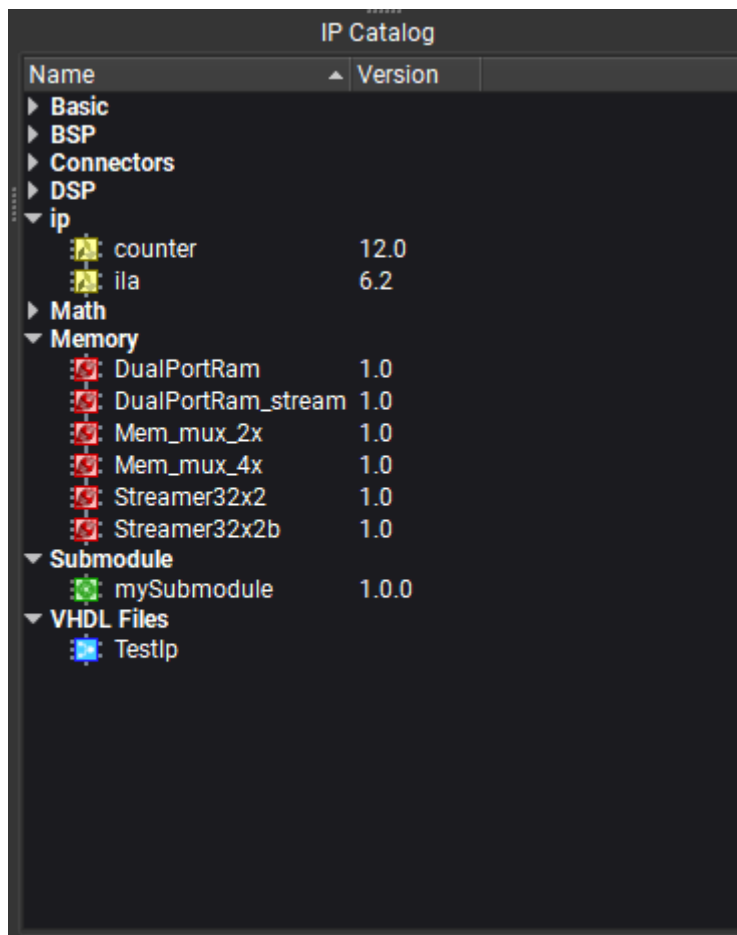 IP Catalog
Name Version
Basic
BSP
Connectors
DSP
ip
counter 12.0
ila 6.2
Math
Memory
DualPortRam 1.0
DualPortRam_stream 1.0
Mem_mux_2x 1.0
Mem_mux_4x 1.0
Streamer32x2 1.0
Streamer32x2b 1.0
Submodule
mySubmodule 1.0.0
VHDL Files
TestIp